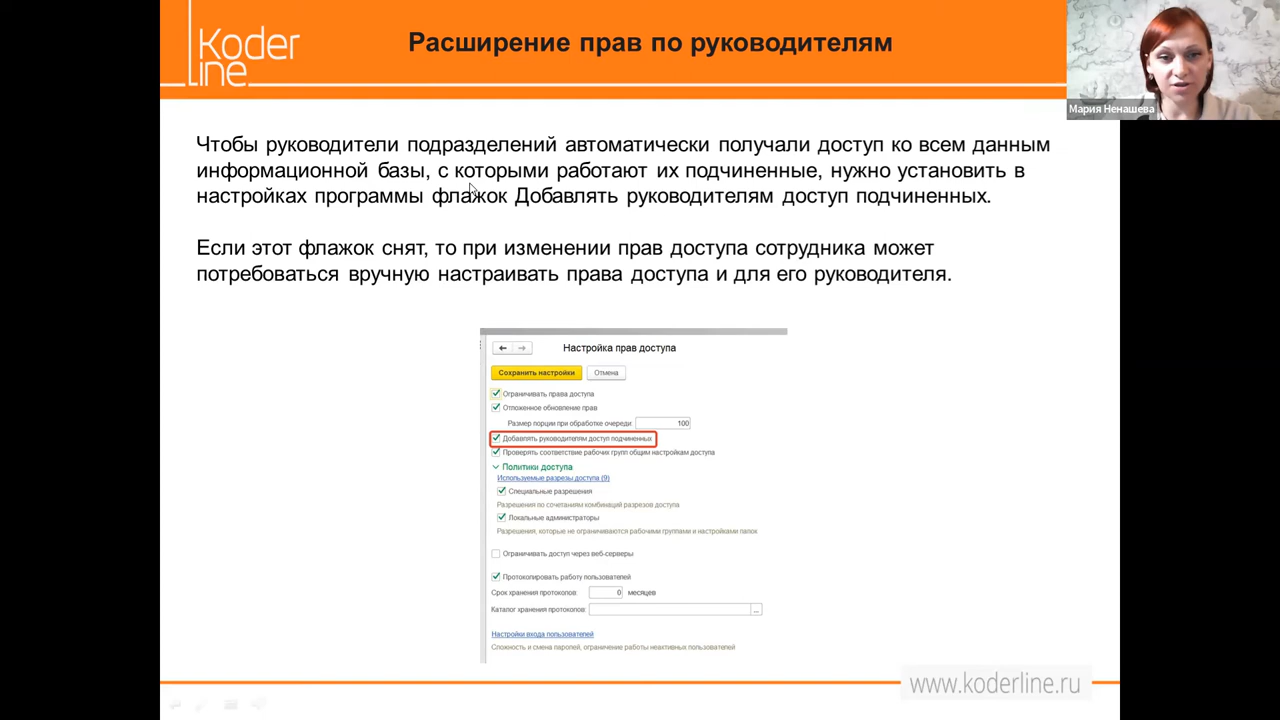 Koder
line
Расширение прав по руководителям
Мария Ненашева
Чтобы руководители подразделений автоматически получали доступ ко всем данным
информационной базы, с которыми работают их подчиненные, нужно установить в
настройках программы флажок Добавлять руководителям доступ подчиненных.
Если этот флажок снят, то при изменении прав доступа сотрудника может
потребоваться вручную настраивать права доступа и для его руководителя.
Настройка прав доступа
Сохранить настройки Отмена
Ограничивать права доступа
Отложенное обновление прав
Размер порции при обработке очереди: 100
Добавлять руководителям доступ подчиненных
Проверять соответствие рабочих групп общим настройкам доступа
Политики доступа
Используемые разрезы доступа (9)
Специальные разрешения
Разрешения по сочетаниям комбинаций разрезов доступа
Локальные администраторы
Разрешения, которые не ограничиваются рабочими группами и настройками папок
Ограничивать доступ через веб-серверы
Протоколировать работу пользователей
Срок хранения протоколов: 0 месяцев
Каталог хранения протоколов: ...
Настройки входа пользователей
Сложность и смена паролей, ограничение работы неактивных пользователей
www.koderline.ru